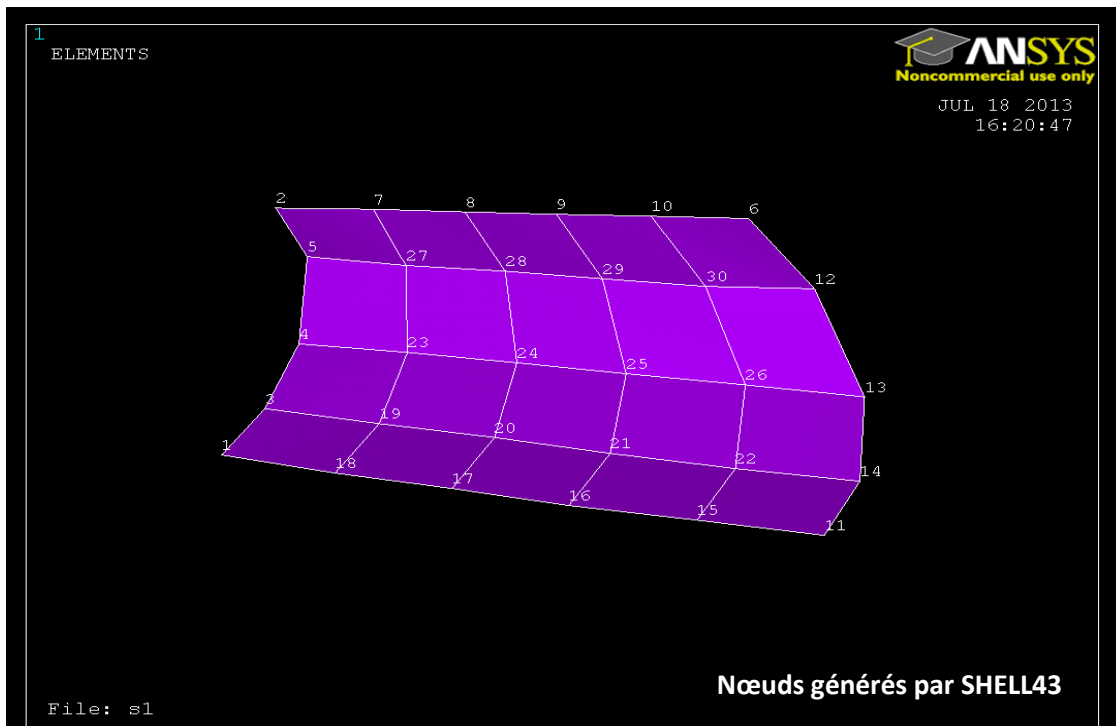 1
ELEMENTS
ANSYS
Noncommercial use only
JUL 18 2013
16:20:47
2 7 8 9 10 6
5 27 28 29 30 12
4 23 24 25 26 13
3 19 20 21 22 14
1 18 17 16 15 11
Nœuds générés par SHELL43
File: s1